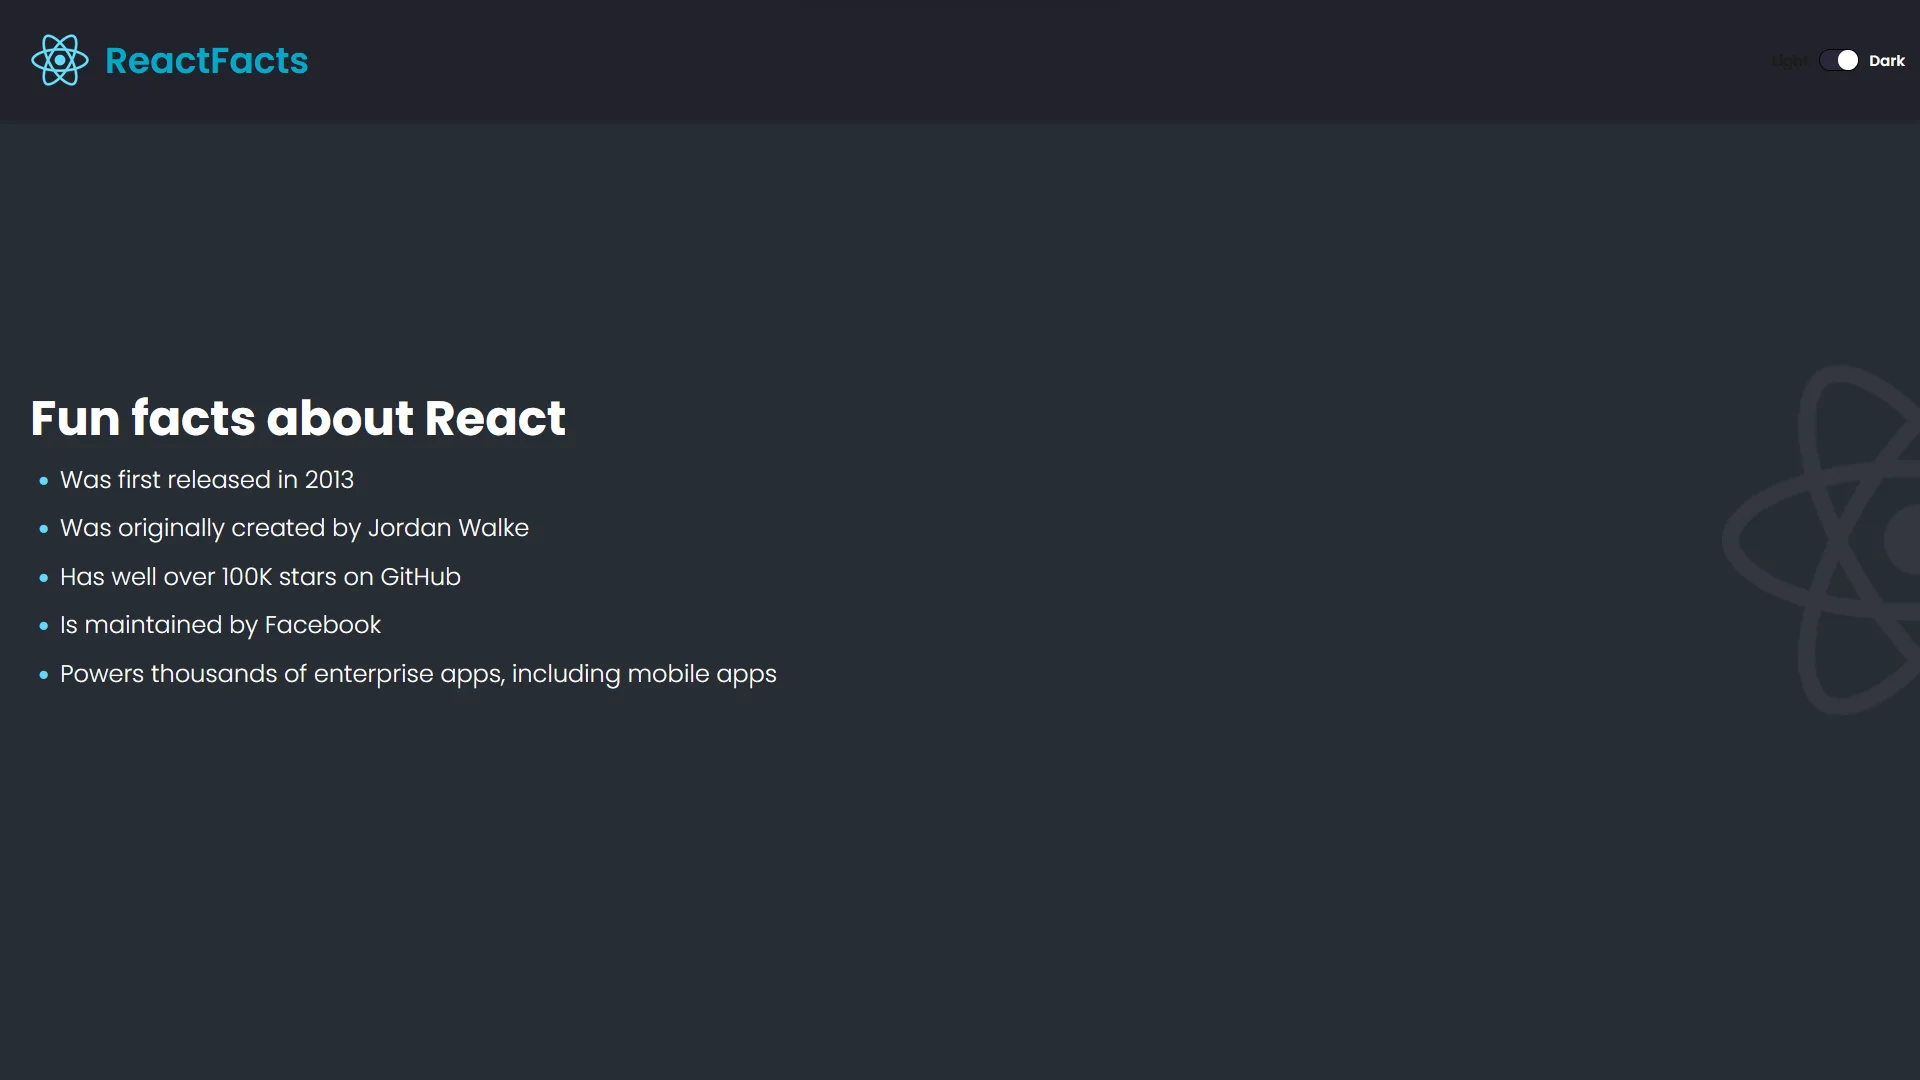 ReactFacts
Light Dark
Fun facts about React
Was first released in 2013
Was originally created by Jordan Walke
Has well over 100K stars on GitHub
Is maintained by Facebook
Powers thousands of enterprise apps, including mobile apps